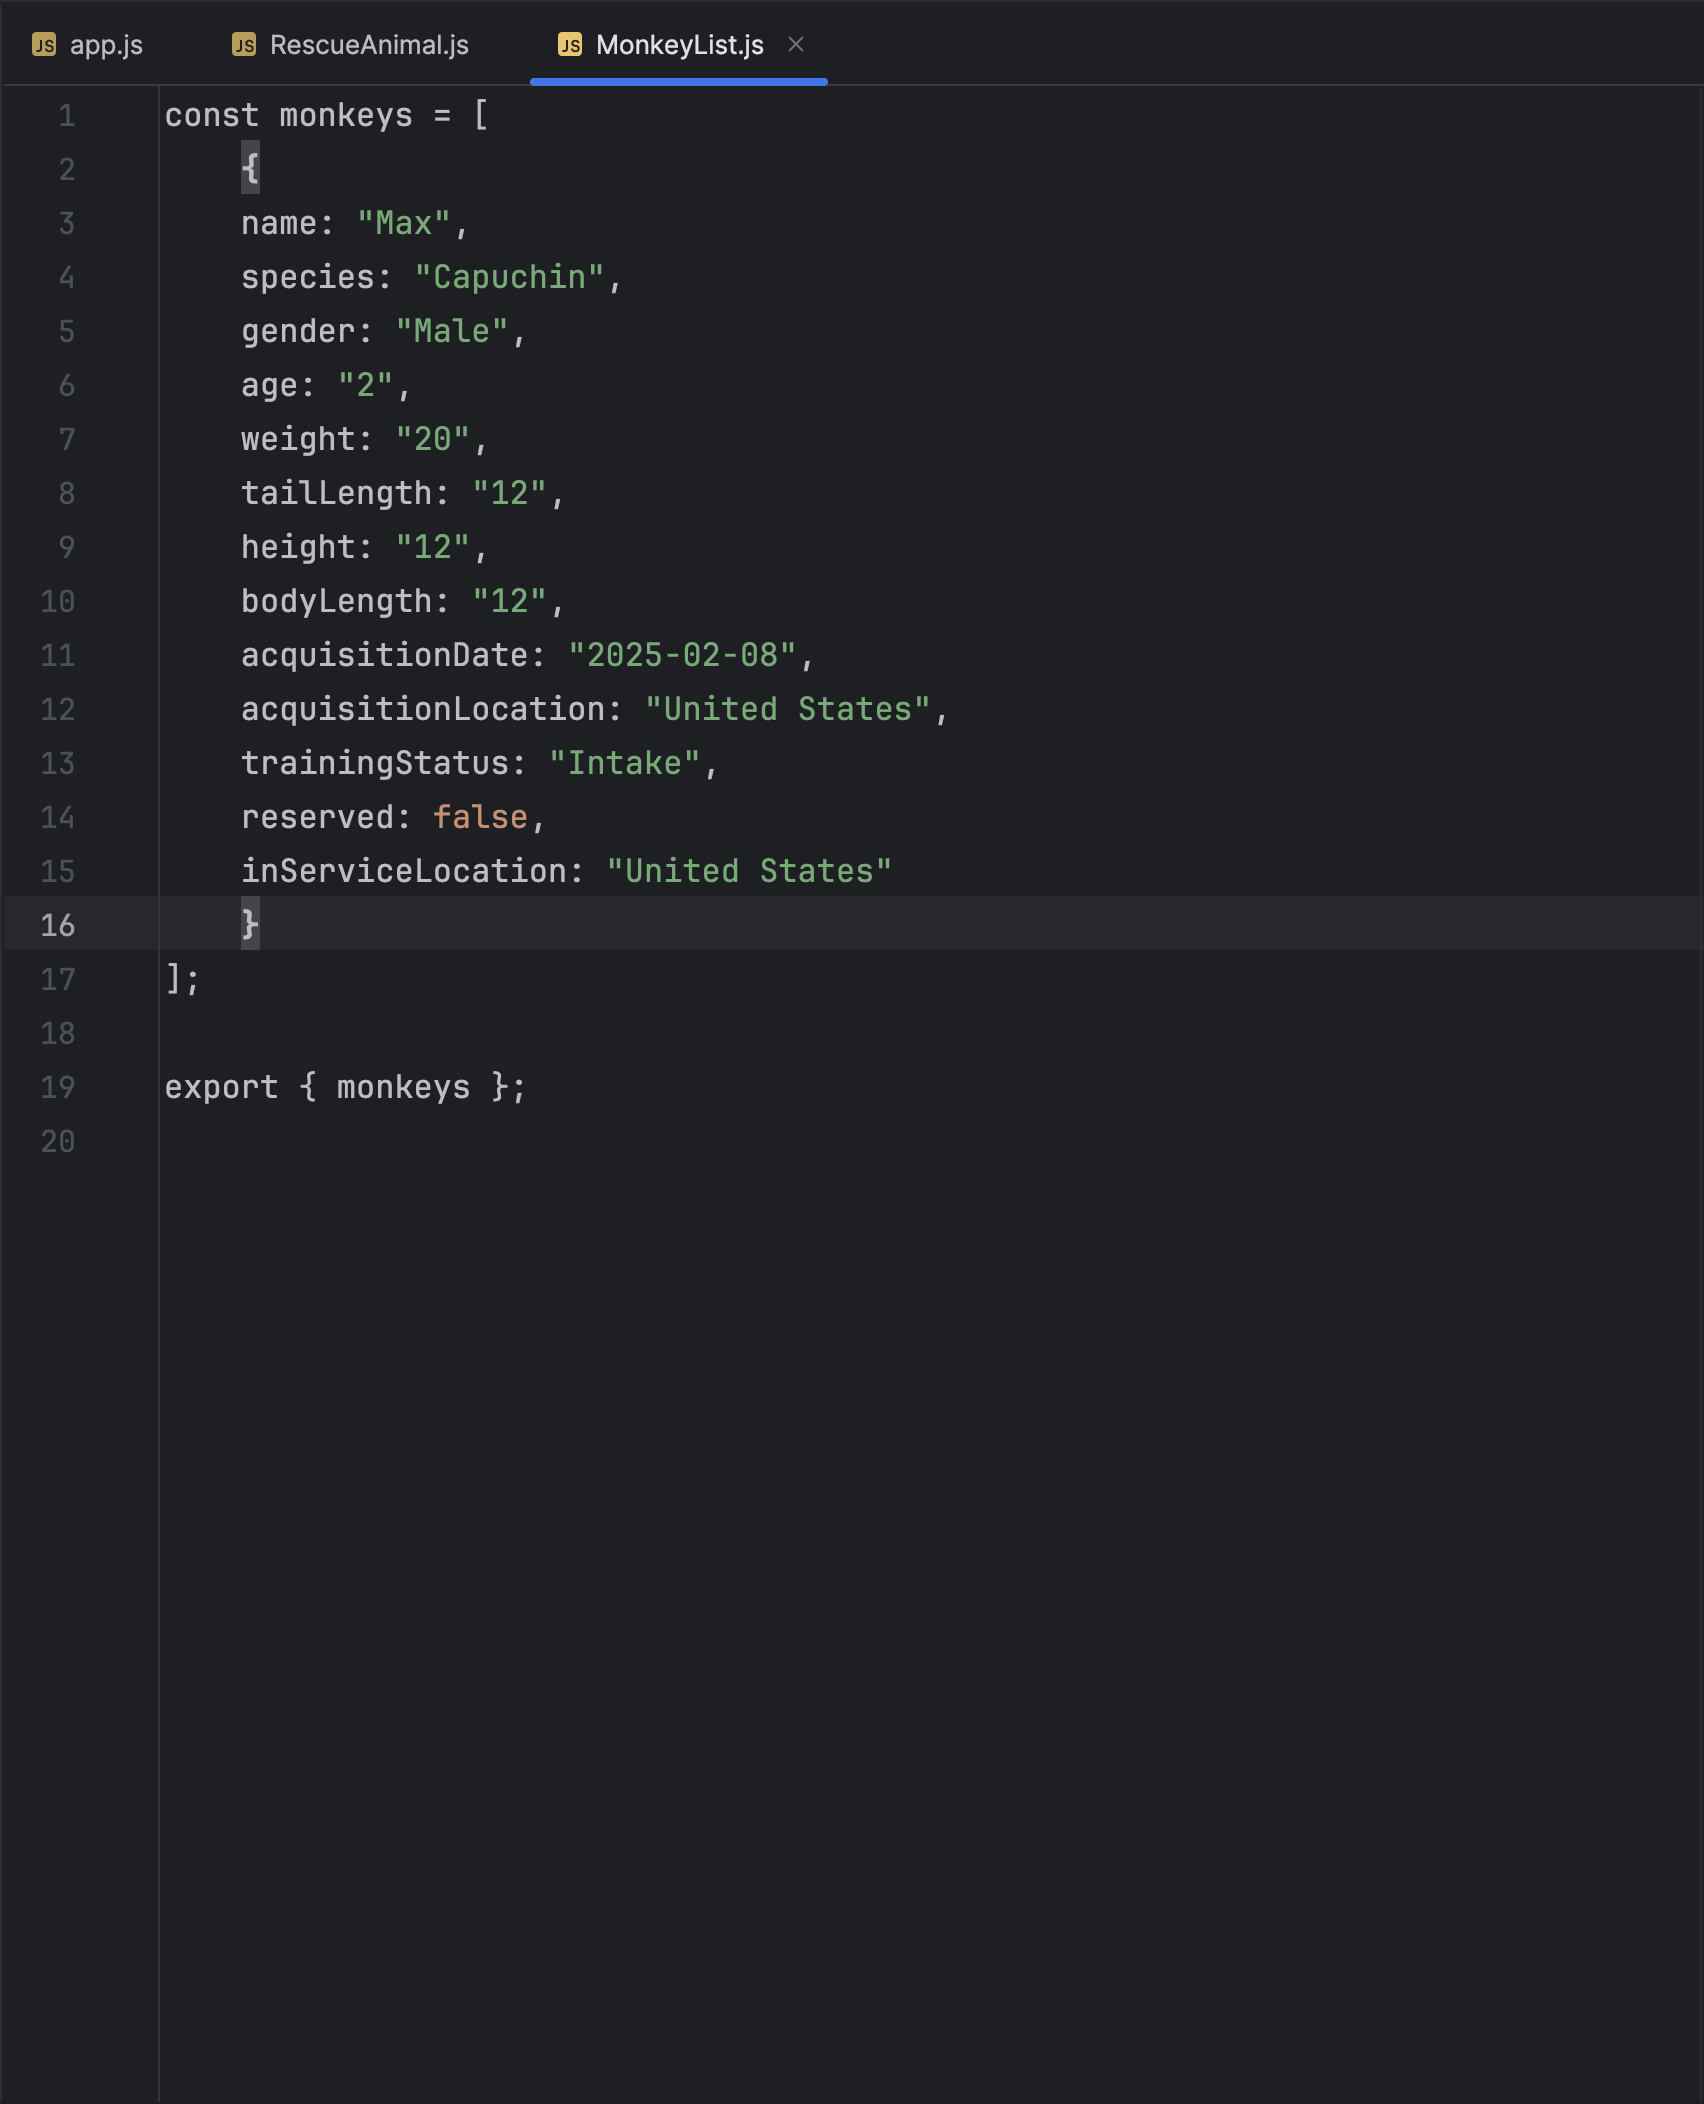 JS app.js JS RescueAnimal.js JS MonkeyList.js ×
1 const monkeys = [
2     {
3     name: "Max",
4     species: "Capuchin",
5     gender: "Male",
6     age: "2",
7     weight: "20",
8     tailLength: "12",
9     height: "12",
10     bodyLength: "12",
11     acquisitionDate: "2025-02-08",
12     acquisitionLocation: "United States",
13     trainingStatus: "Intake",
14     reserved: false,
15     inServiceLocation: "United States"
16     }
17 ];
18
19 export { monkeys };
20